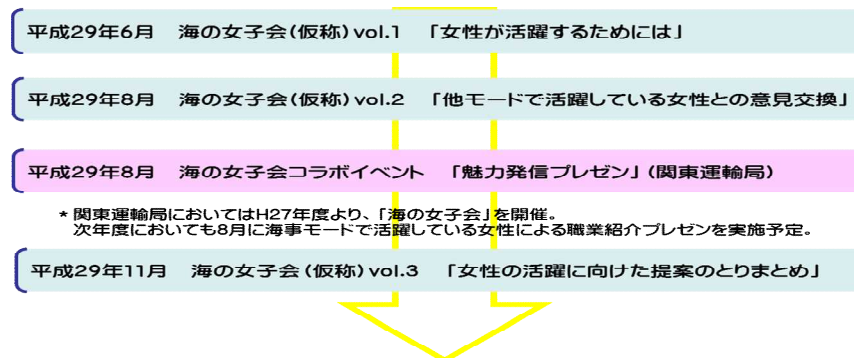 平成29年6月　海の女子会(仮称)vol.1　「女性が活躍するためには」
平成29年8月　海の女子会(仮称)vol.2　「他モードで活躍している女性との意見交換」
平成29年8月　海の女子会コラボイベント　「魅力発信プレゼン」(関東運輸局)
* 関東運輸局においてはH27年度より、「海の女子会」を開催。
次年度においても8月に海事モードで活躍している女性による職業紹介プレゼンを実施予定。
平成29年11月　海の女子会(仮称)vol.3　「女性の活躍に向けた提案のとりまとめ」